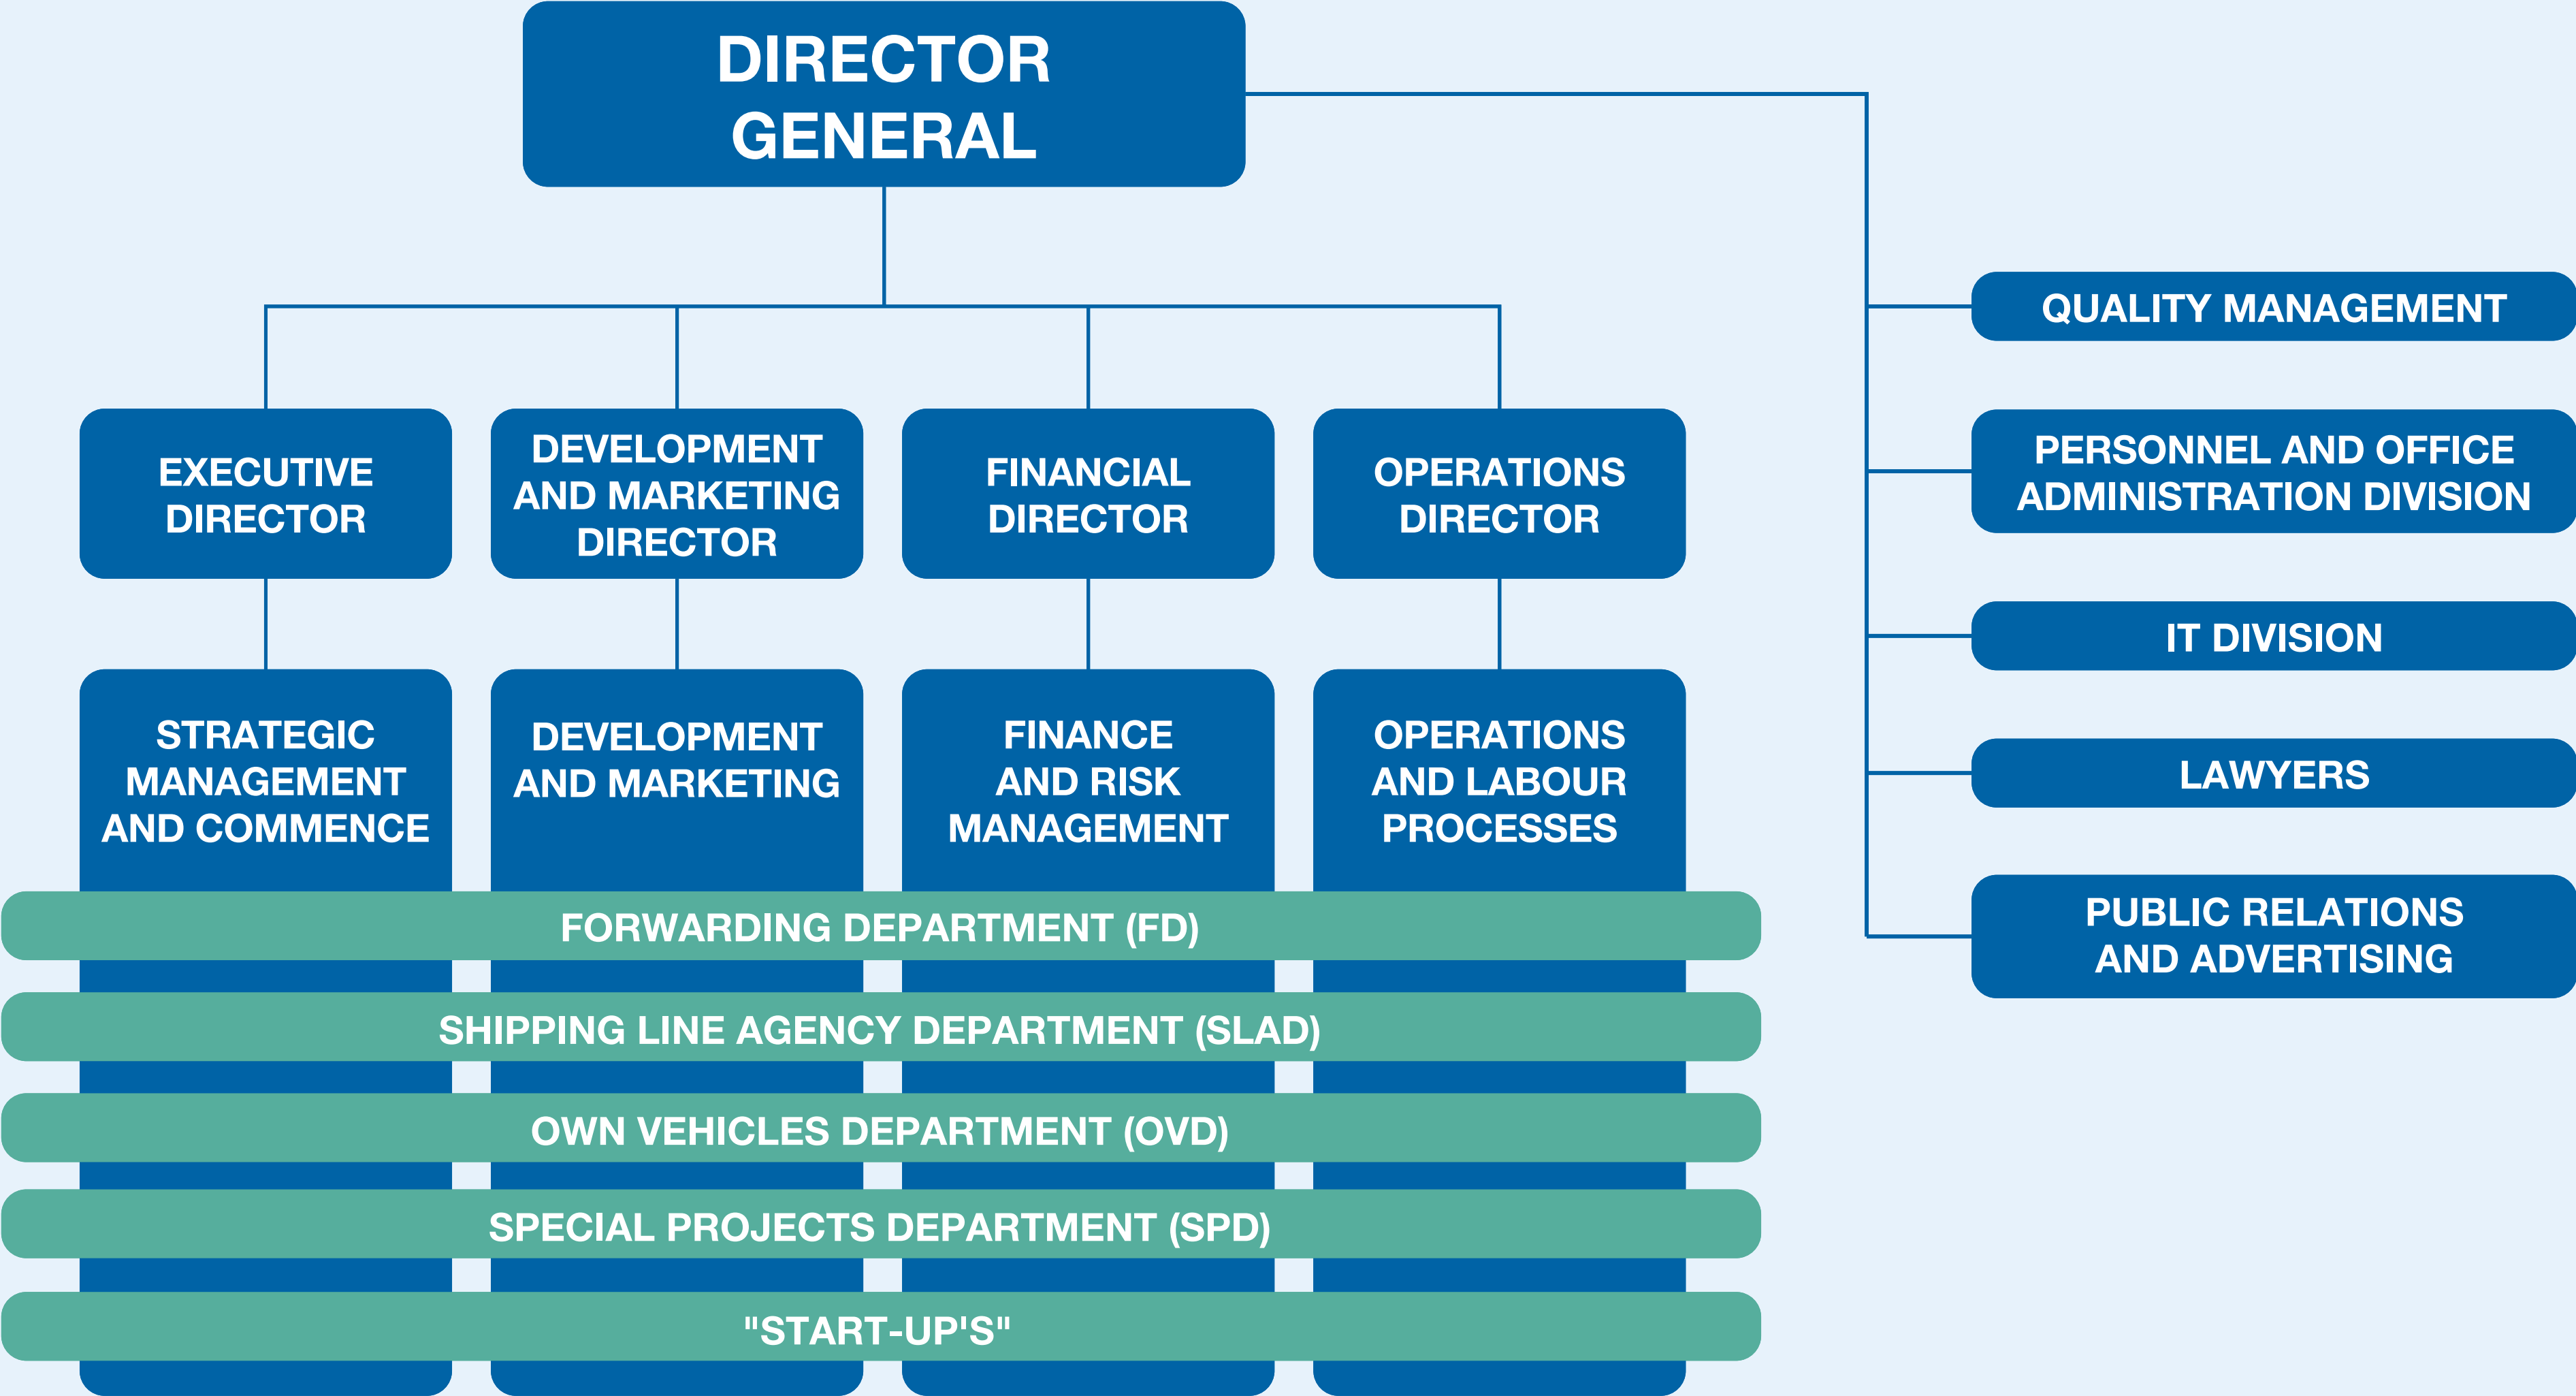 DIRECTOR
GENERAL
EXECUTIVE
DIRECTOR
DEVELOPMENT
AND MARKETING
DIRECTOR
FINANCIAL
DIRECTOR
OPERATIONS
DIRECTOR
STRATEGIC
MANAGEMENT
AND COMMENCE
DEVELOPMENT
AND MARKETING
FINANCE
AND RISK
MANAGEMENT
OPERATIONS
AND LABOUR
PROCESSES
FORWARDING DEPARTMENT (FD)
SHIPPING LINE AGENCY DEPARTMENT (SLAD)
OWN VEHICLES DEPARTMENT (OVD)
SPECIAL PROJECTS DEPARTMENT (SPD)
"START-UP'S"
QUALITY MANAGEMENT
PERSONNEL AND OFFICE
ADMINISTRATION DIVISION
IT DIVISION
LAWYERS
PUBLIC RELATIONS
AND ADVERTISING